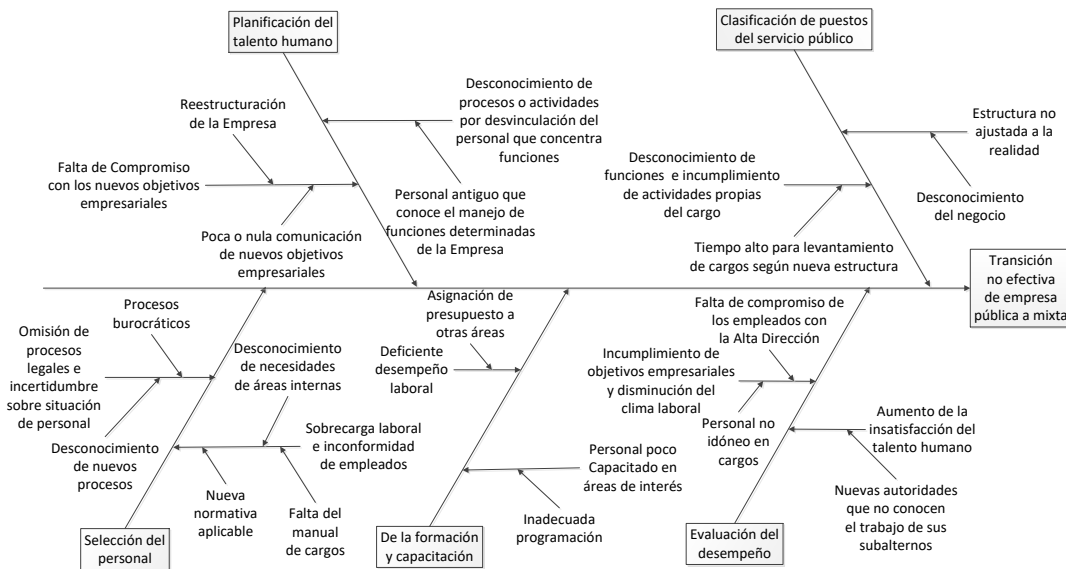 Planificación del
talento humano
Clasificación de puestos
del servicio público
Desconocimiento de
procesos o actividades
por desvinculación del
personal que concentra
funciones
Reestructuración
de la Empresa
Falta de Compromiso
con los nuevos objetivos
empresariales
Personal antiguo que
conoce el manejo de
funciones determinadas
de la Empresa
Poca o nula comunicación
de nuevos objetivos
empresariales
Estructura no
ajustada a la
realidad
Desconocimiento de
funciones e incumplimiento
de actividades propias
del cargo
Desconocimiento
del negocio
Tiempo alto para levantamiento
de cargos según nueva estructura
Transición
no efectiva
de empresa
pública a mixta
Procesos
burocráticos
Omisión de
procesos legales e
incertidumbre
sobre situación
de personal
Desconocimiento
de nuevos
procesos
Desconocimiento
de necesidades
de áreas internas
Sobrecarga laboral
e inconformidad
de empleados
Nueva
normativa
aplicable
Falta del
manual
de cargos
Selección del
personal
Asignación de
presupuesto a
otras áreas
Deficiente
desempeño
laboral
Personal poco
Capacitado en
áreas de interés
Inadecuada
programación
De la formación
y capacitación
Falta de compromiso de
los empleados con
la Alta Dirección
Incumplimiento de
objetivos empresariales
y disminución del
clima laboral
Personal no
idóneo en
cargos
Aumento de la
insatisfacción del
talento humano
Nuevas autoridades
que no conocen
el trabajo de sus
subalternos
Evaluación del
desempeño